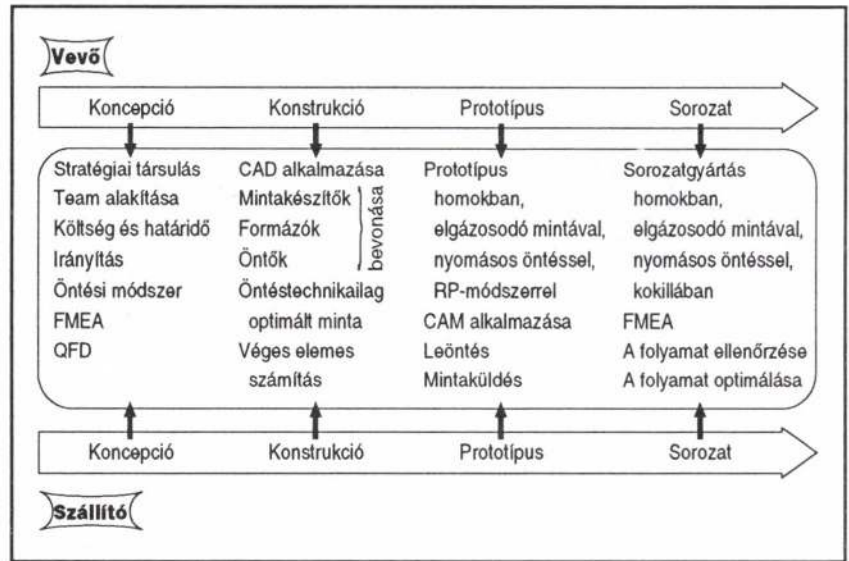 Vevő
Koncepció Konstrukció Prototípus Sorozat
Stratégiai társulás
Team alakítása
Költség és határidő
Irányítás
Öntési módszer
FMEA
QFD
CAD alkalmazása
Mintakészítők
Formázók
Öntők
bevonása
Öntéstechnikailag
optimált minta
Véges elemes
számítás
Prototípus
homokban,
elgázosodó mintával,
nyomásos öntéssel,
RP-módszerrel
CAM alkalmazása
Leöntés
Mintaküldés
Sorozatgyártás
homokban,
elgázosodó mintával,
nyomásos öntéssel,
kokillában
FMEA
A folyamat ellenőrzése
A folyamat optimálása
Koncepció Konstrukció Prototípus Sorozat
Szállító